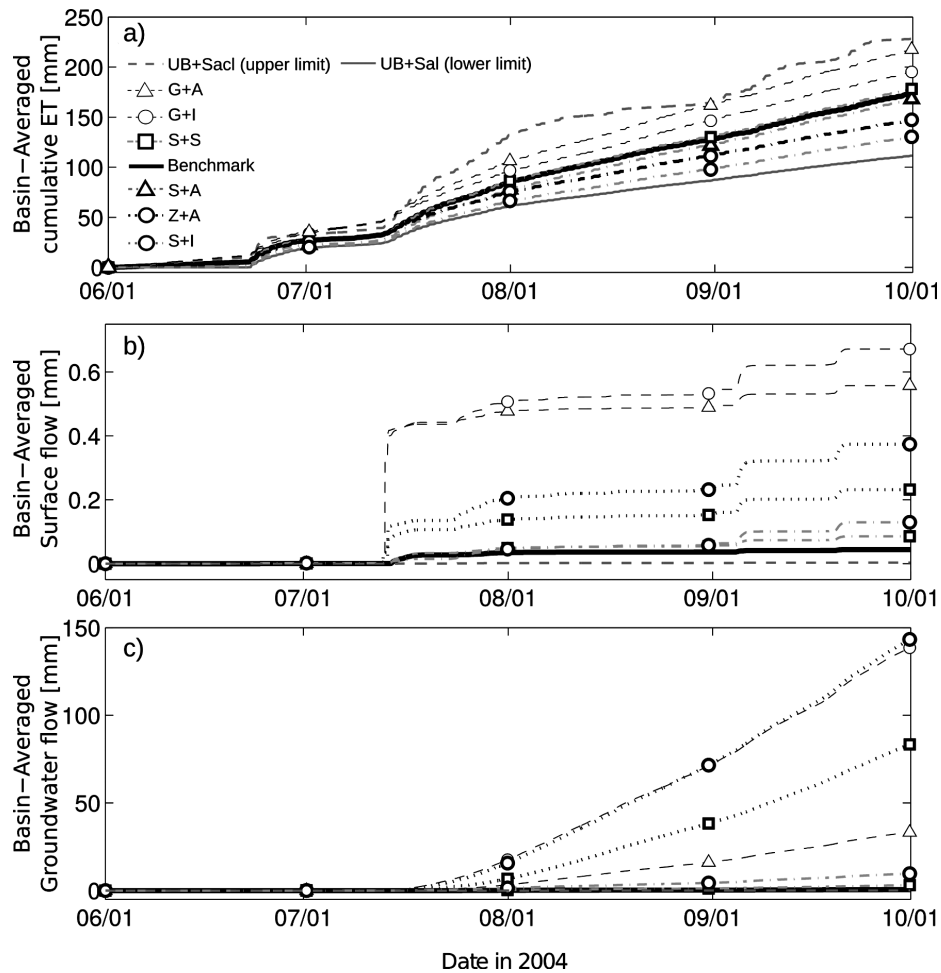 a)
Basin−Averaged
cumulative ET [mm]
250
200
150
100
50
0
UB+Sacl (upper limit)
UB+Sal (lower limit)
G+A
G+I
S+S
Benchmark
S+A
Z+A
S+I
06/01
07/01
08/01
09/01
10/01
b)
Basin−Averaged
Surface flow [mm]
0.6
0.4
0.2
0
06/01
07/01
08/01
09/01
10/01
c)
Basin−Averaged
Groundwater flow [mm]
150
100
50
0
06/01
07/01
08/01
09/01
10/01
Date in 2004